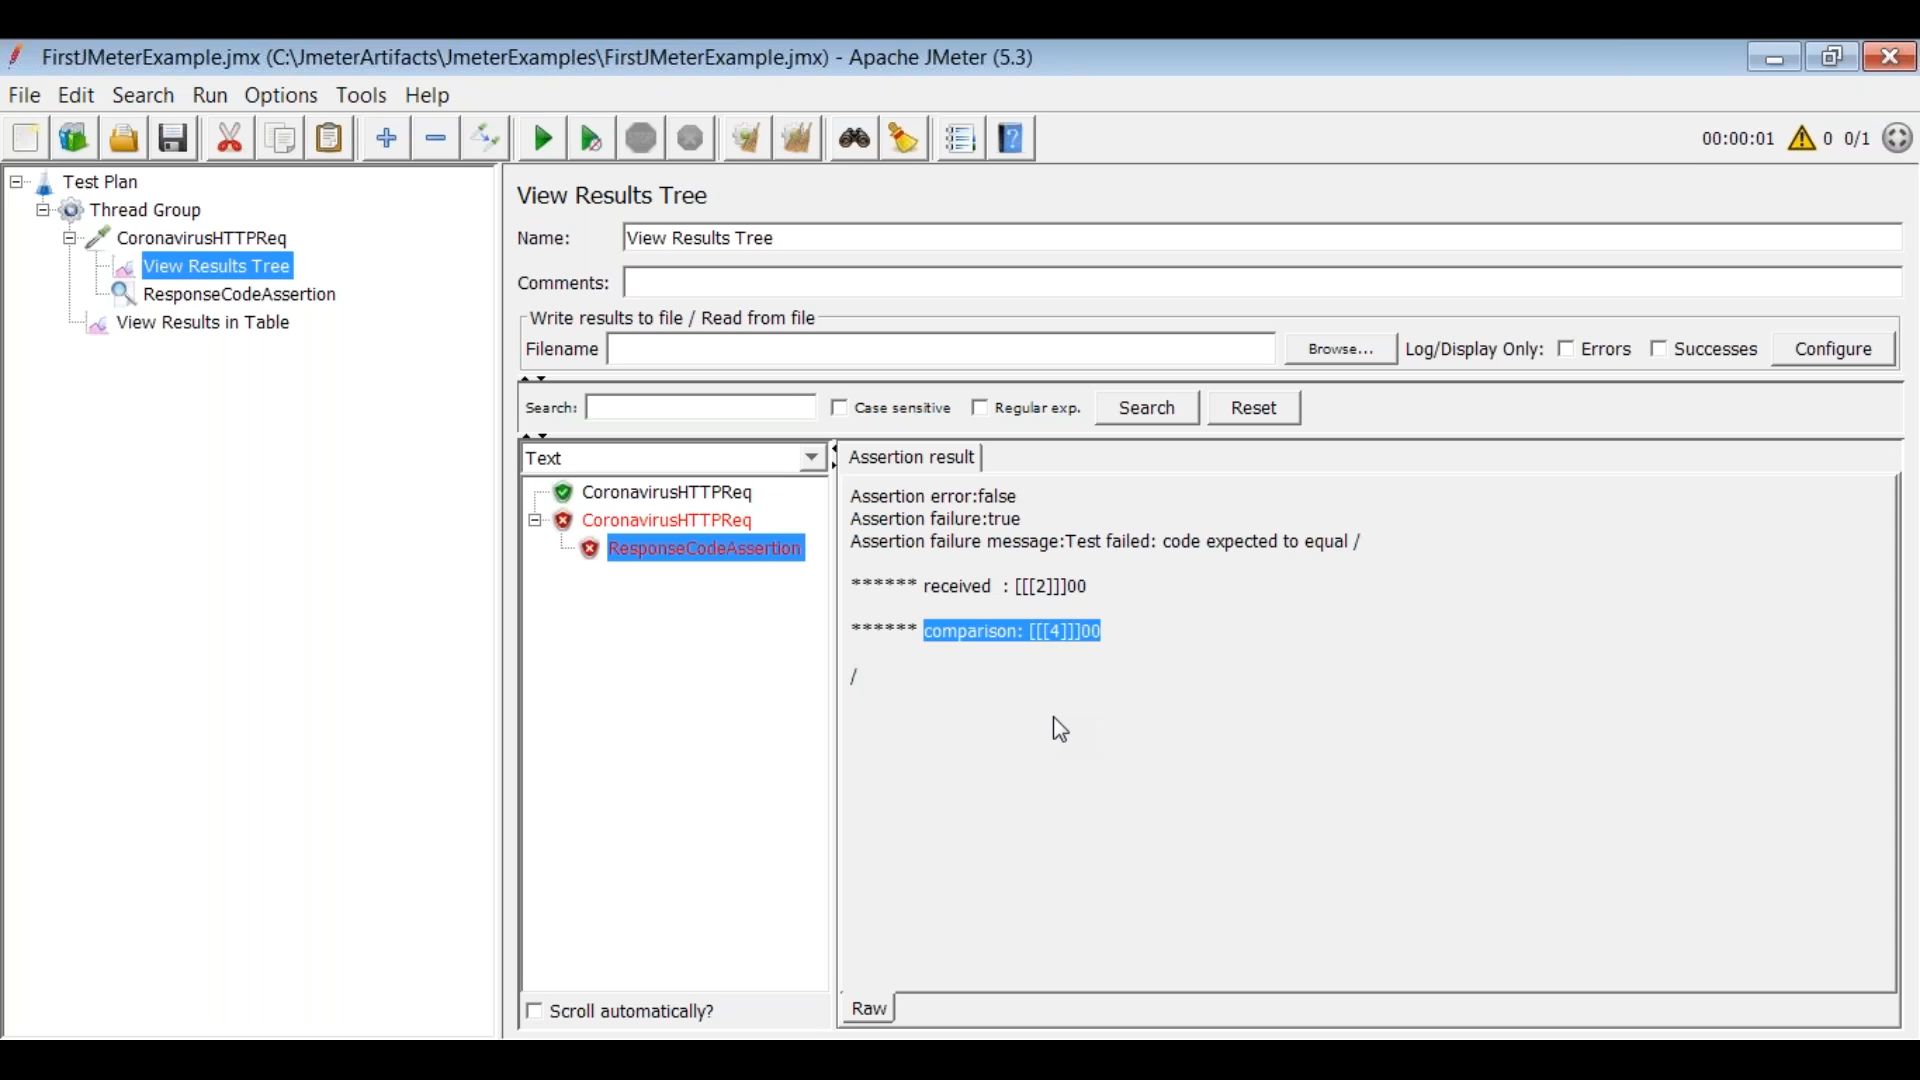 FirstJMeterExample.jmx (C:\JmeterArtifacts\JmeterExamples\FirstJMeterExample.jmx) - Apache JMeter (5.3)
File Edit Search Run Options Tools Help
STOP
00:00:01 0 0/1
Test Plan
Thread Group
CoronavirusHTTPReq
View Results Tree
ResponseCodeAssertion
View Results in Table
View Results Tree
Name: View Results Tree
Comments:
Write results to file / Read from file
Filename Browse... Log/Display Only: Errors Successes Configure
Search: Case sensitive Regular exp. Search Reset
Text
CoronavirusHTTPReq
CoronavirusHTTPReq
ResponseCodeAssertion
Scroll automatically?
Assertion result
Assertion error:false
Assertion failure:true
Assertion failure message:Test failed: code expected to equal /
****** received : [[[2]]]00
****** comparison: [[[4]]]00
/
Raw